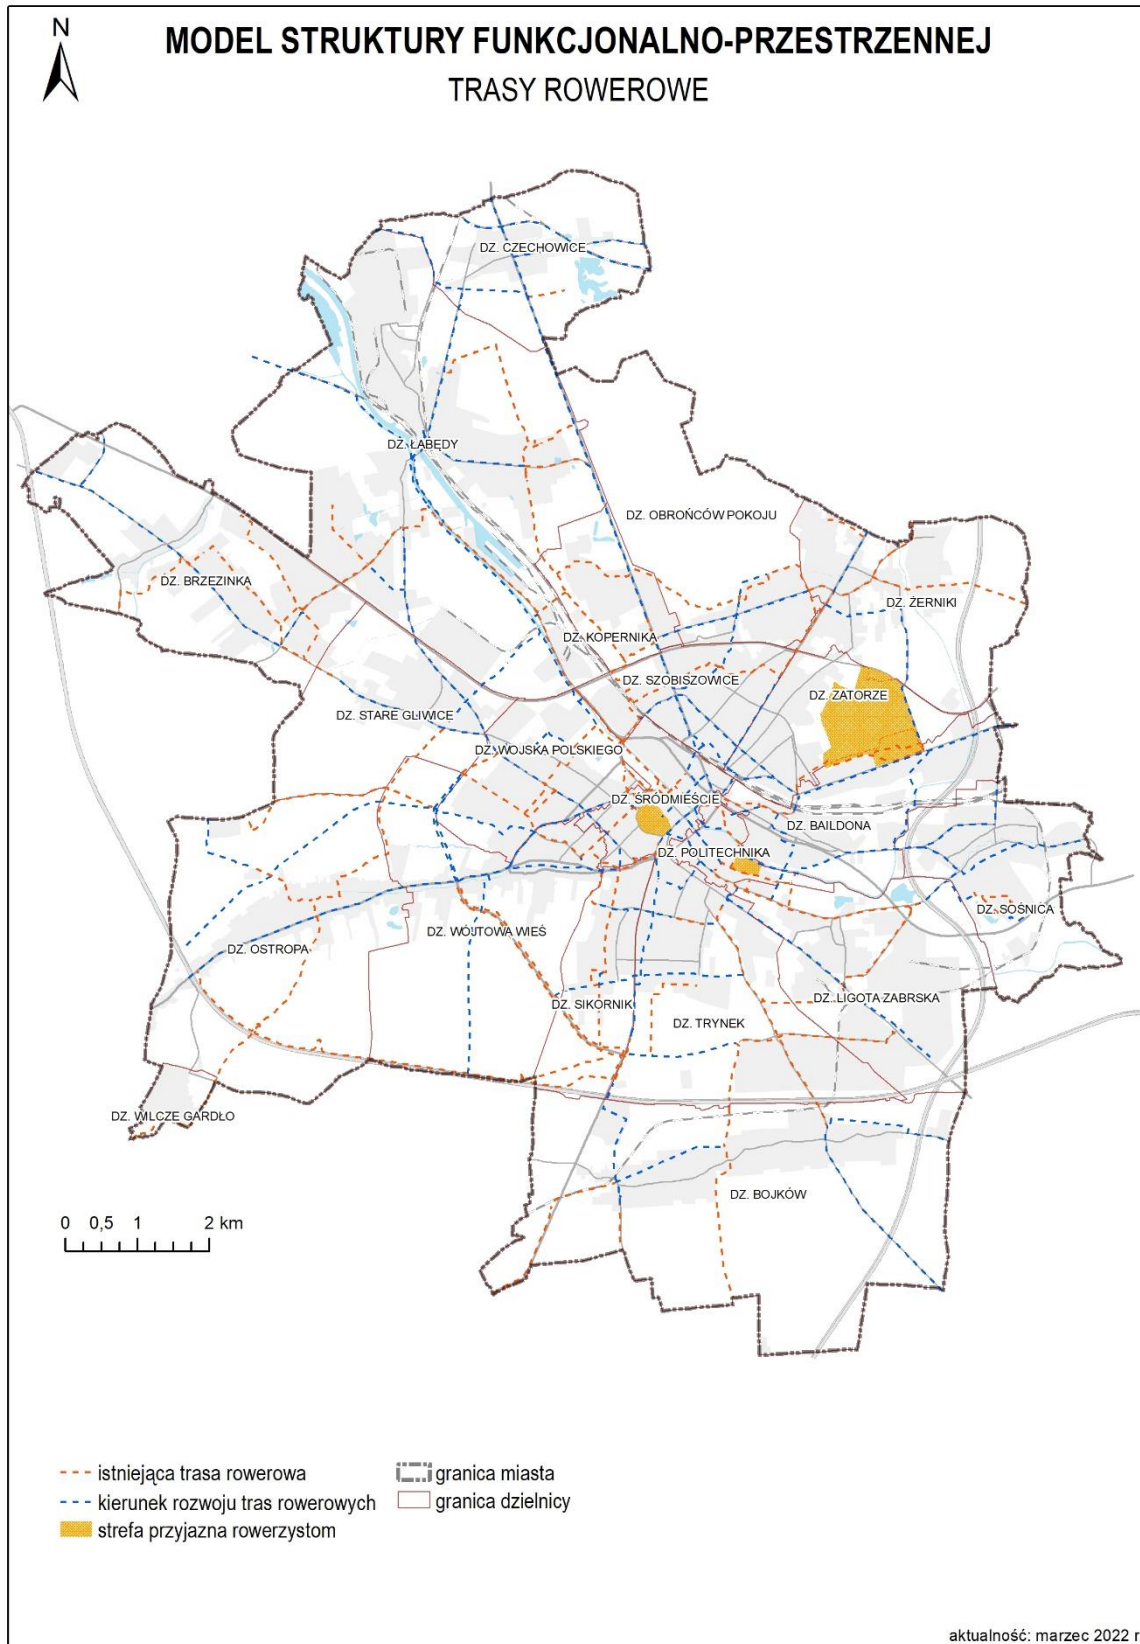 N
MODEL STRUKTURY FUNKCJONALNO-PRZESTRZENNEJ
TRASY ROWEROWE
DZ. CZECHOWICE
DZ. ŁABĘDY
DZ. OBROŃCÓW POKOJU
DZ. BRZEZINKA
DZ. ŻERNIKI
DZ. KOPERNIKA
DZ. SZOBISZOWICE
DZ. ZATORZE
DZ. STARE GLIWICE
DZ. WOJSKA POLSKIEGO
DZ. ŚRÓDMIEŚCIE
DZ. BAILDONA
DZ. POLITECHNIKA
DZ. SOŚNICA
DZ. WÓJTOWA WIEŚ
DZ. OSTROPA
DZ. SIKORNIK
DZ. LIGOTA ZABRSKA
DZ. TRYNEK
DZ. WILCZE GARDŁO
DZ. BOJKÓW
0 0,5 1 2 km
istniejąca trasa rowerowa
kierunek rozwoju tras rowerowych
strefa przyjazna rowerzystom
granica miasta
granica dzielnicy
aktualność: marzec 2022 r